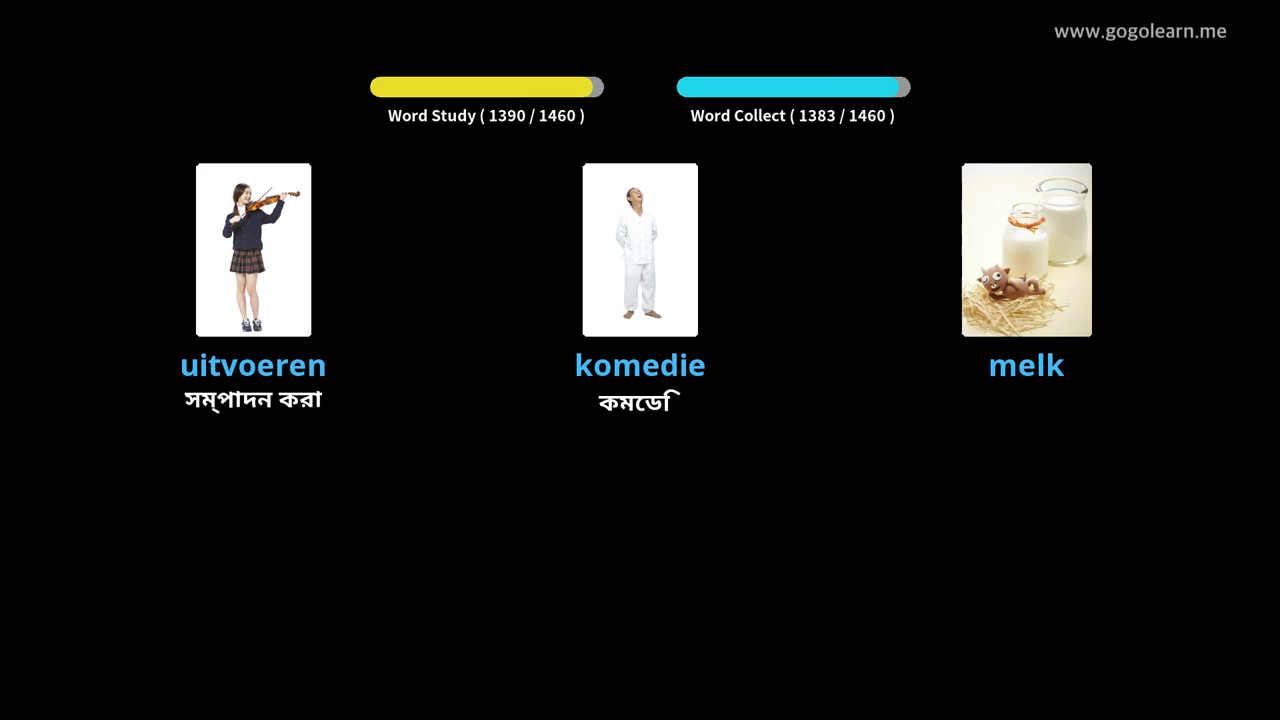 www.gogolearn.me
Word Study ( 1390 / 1460 )
Word Collect ( 1383 / 1460 )
uitvoeren
komedie
melk
সম্পাদন করা
কমেডি